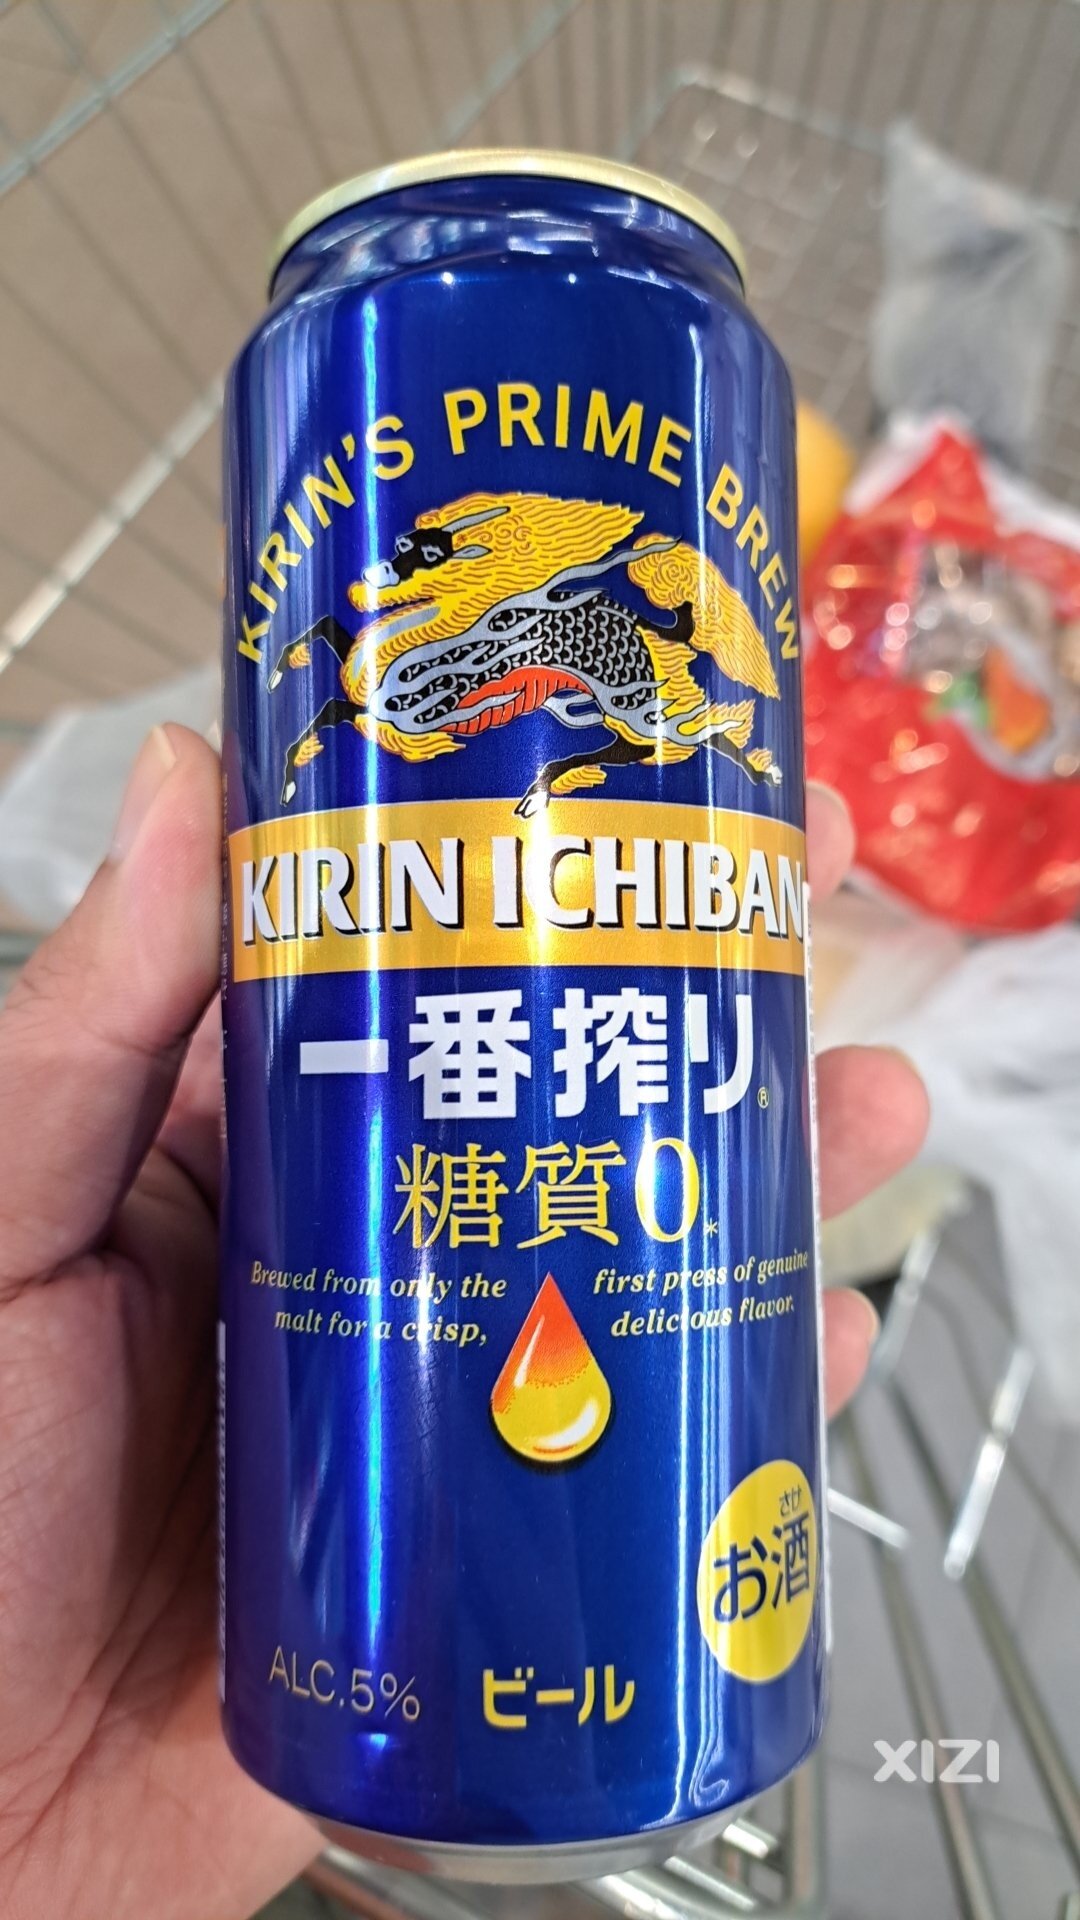 KIRIN'S PRIME BREW
KIRIN ICHIBAN
一番搾り®
糖質0*
Brewed from only the first press of genuine
malt for a crisp, delicious flavor.
さけ
お酒
ALC.5% ビール
XIZI